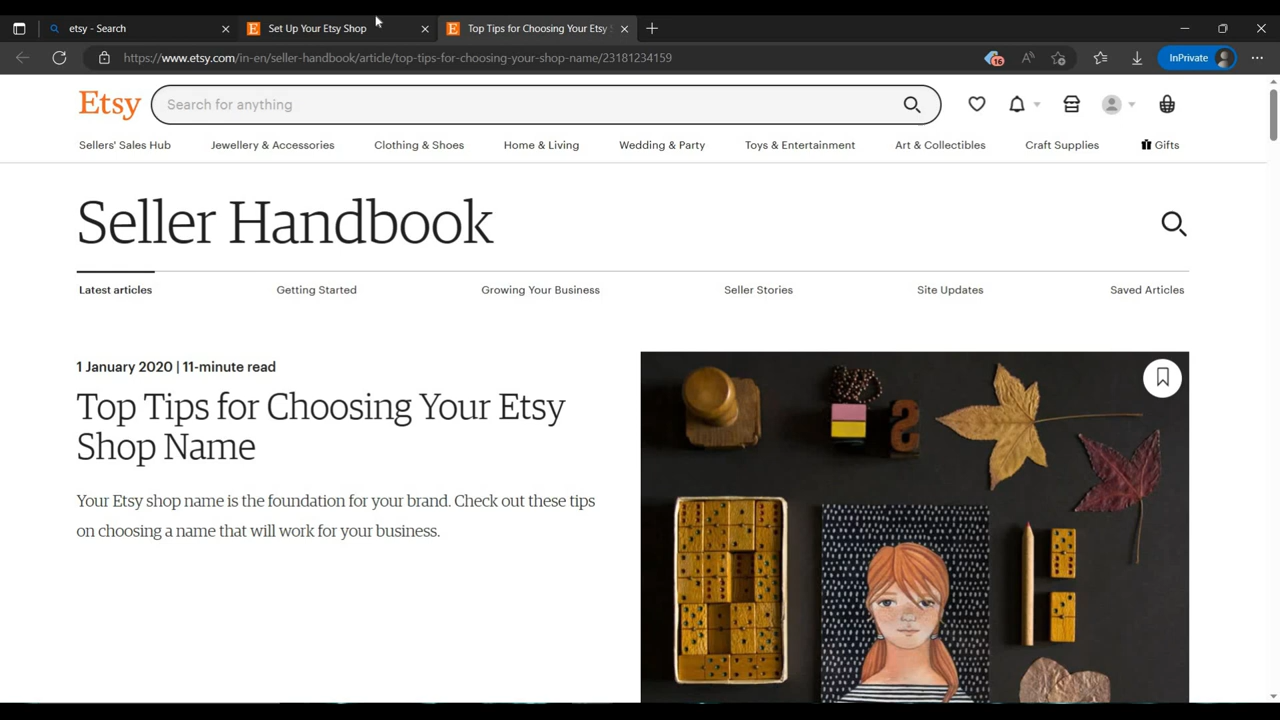 etsy - Search
Set Up Your Etsy Shop
Top Tips for Choosing Your Etsy
https://www.etsy.com/in-en/seller-handbook/article/top-tips-for-choosing-your-shop-name/23181234159
16
InPrivate
Etsy
Search for anything
Sellers' Sales Hub
Jewellery & Accessories
Clothing & Shoes
Home & Living
Wedding & Party
Toys & Entertainment
Art & Collectibles
Craft Supplies
Gifts
Seller Handbook
Latest articles
Getting Started
Growing Your Business
Seller Stories
Site Updates
Saved Articles
1 January 2020 | 11-minute read
Top Tips for Choosing Your Etsy
Shop Name
Your Etsy shop name is the foundation for your brand. Check out these tips
on choosing a name that will work for your business.